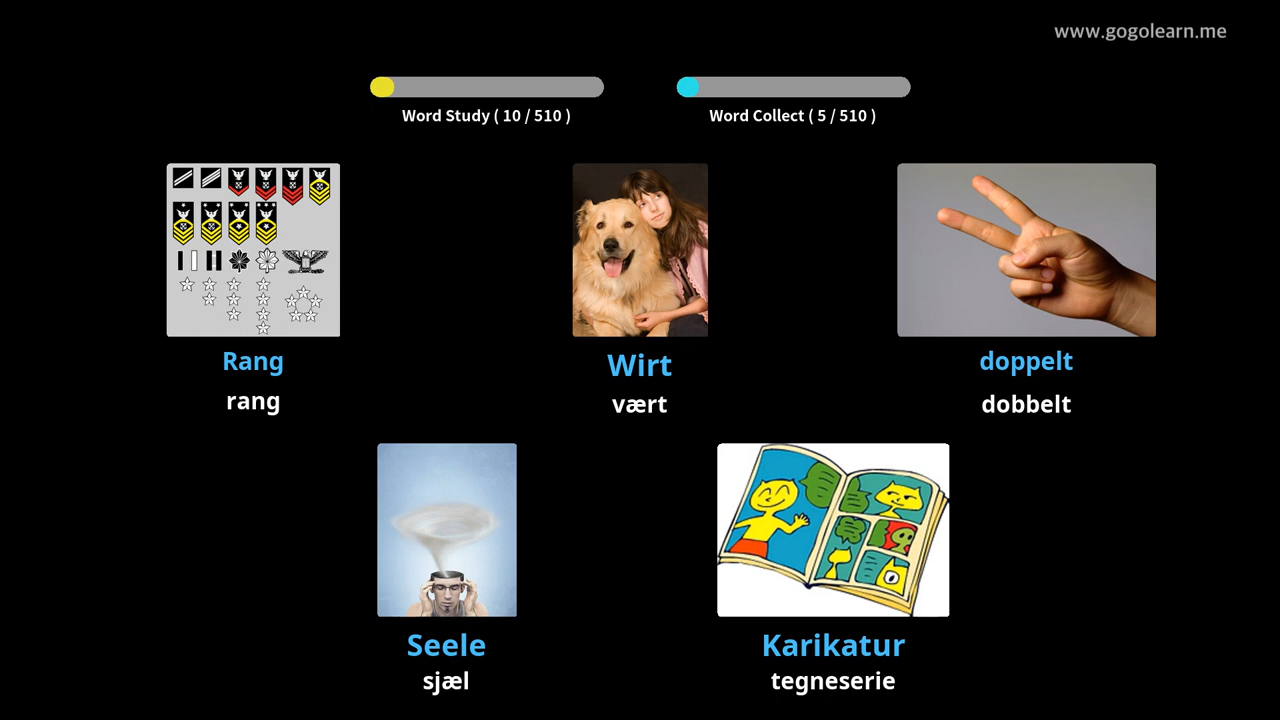 www.gogolearn.me
Word Study ( 10 / 510 )
Word Collect ( 5 / 510 )
Rang
rang
Wirt
vært
doppelt
dobbelt
Seele
sjæl
Karikatur
tegneserie